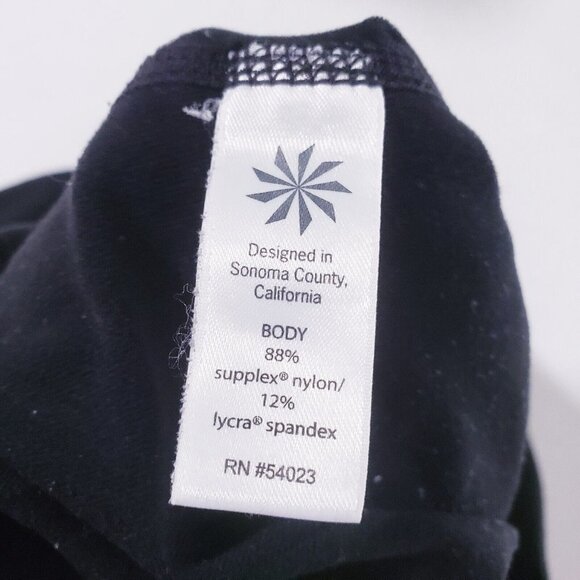 Designed in
Sonoma County,
California
BODY
88%
supplex® nylon/
12%
lycra® spandex
RN #54023